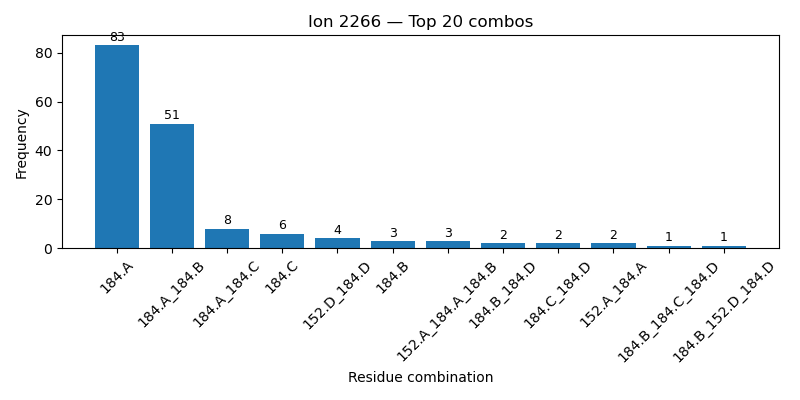 Ion 2266 — Top 20 combos
Frequency
80
60
40
20
0
83
51
8
6
4
3
3
2
2
2
1
1
184.A
184.A_184.B
184.A_184.C
184.C
152.D_184.D
184.B
152.A_184.A_184.B
184.B_184.D
184.C_184.D
152.A_184.A
184.B_184.C_184.D
184.B_152.D_184.D
Residue combination